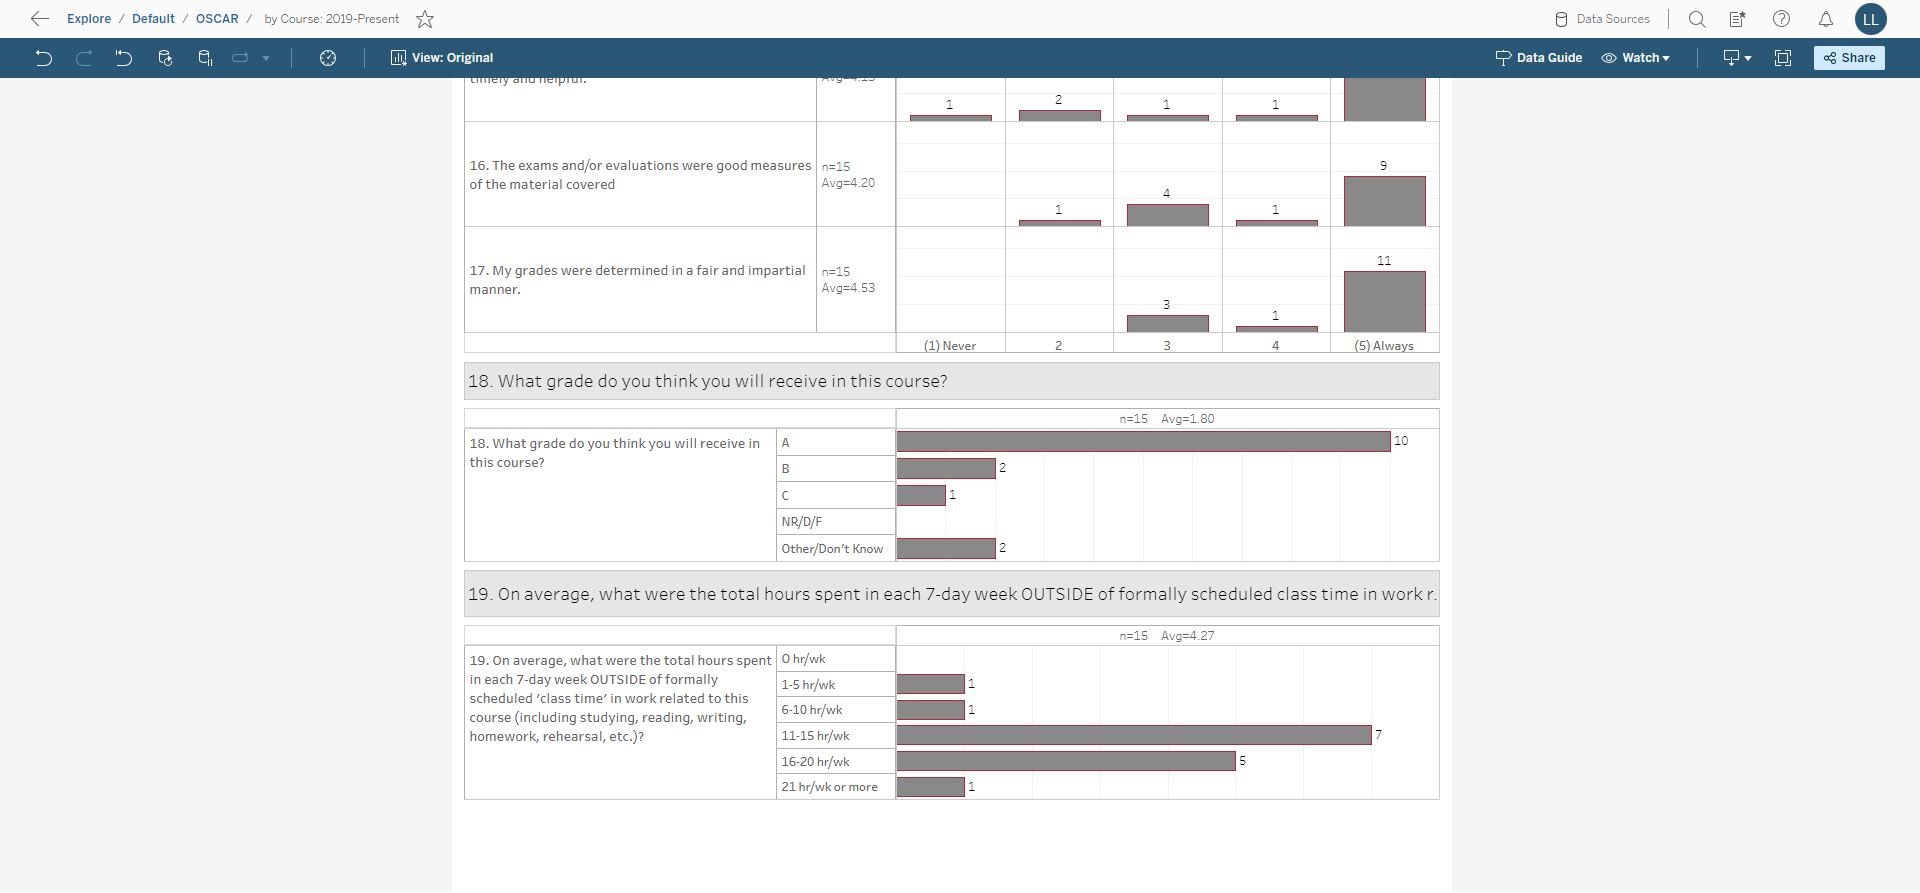 Explore / Default / OSCAR / by Course: 2019-Present
Data Sources
LL
View: Original
Data Guide
Watch
Share
timely and helpful.
1
2
1
1
16. The exams and/or evaluations were good measures
of the material covered
n=15
Avg=4.20
1
4
1
9
17. My grades were determined in a fair and impartial
manner.
n=15
Avg=4.53
3
1
11
(1) Never
2
3
4
(5) Always
18. What grade do you think you will receive in this course?
n=15 Avg=1.80
18. What grade do you think you will receive in
this course?
A
10
B
2
C
1
NR/D/F
Other/Don't Know
2
19. On average, what were the total hours spent in each 7-day week OUTSIDE of formally scheduled class time in work r.
n=15 Avg=4.27
19. On average, what were the total hours spent
in each 7-day week OUTSIDE of formally
scheduled ‘class time’ in work related to this
course (including studying, reading, writing,
homework, rehearsal, etc.)?
0 hr/wk
1-5 hr/wk
1
6-10 hr/wk
1
11-15 hr/wk
7
16-20 hr/wk
5
21 hr/wk or more
1